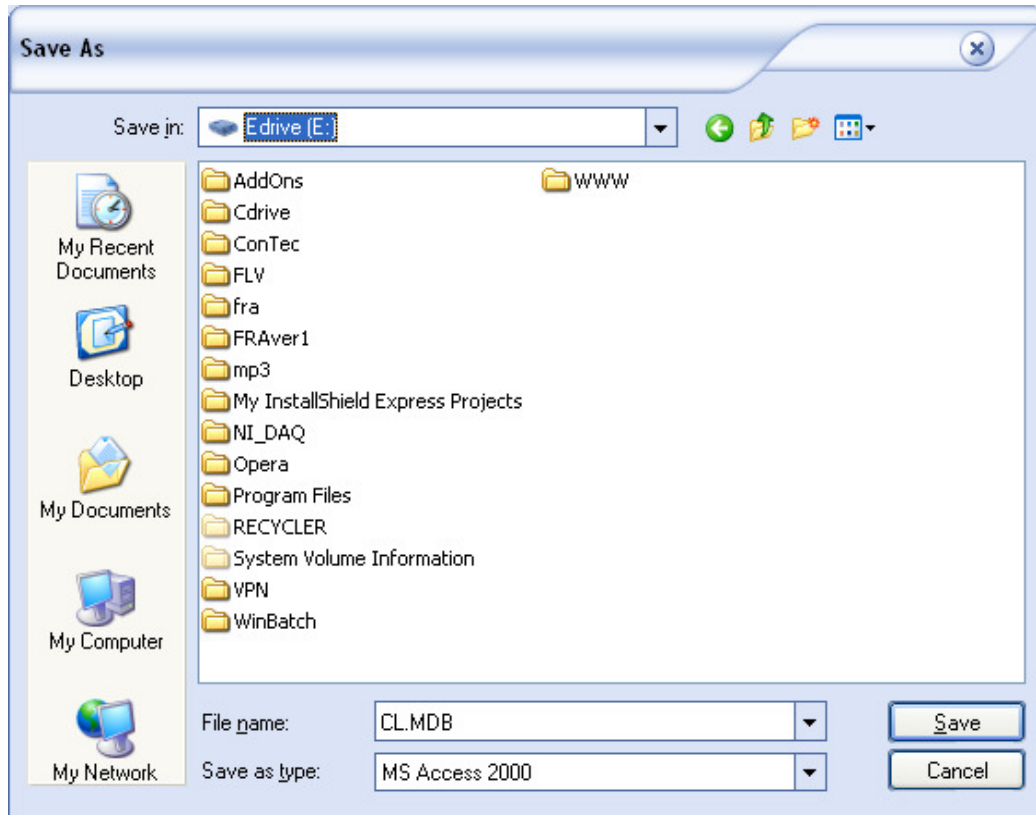 Save As
Save in:
Edrive (E:)
My Recent
Documents
Desktop
My Documents
My Computer
My Network
AddOns
Cdrive
ConTec
FLV
fra
FRAver1
mp3
My InstallShield Express Projects
NI_DAQ
Opera
Program Files
RECYCLER
System Volume Information
VPN
WinBatch
WWW
File name:
CL.MDB
Save
Save as type:
MS Access 2000
Cancel